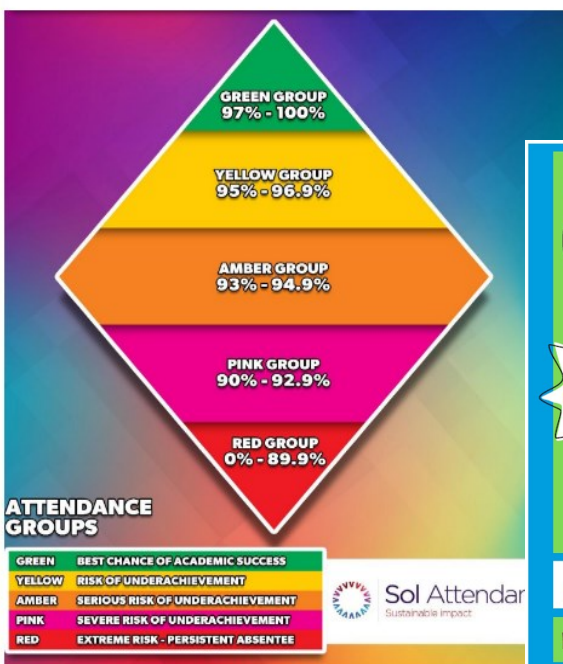 GREEN GROUP
97% - 100%
YELLOW GROUP
95% - 96.9%
AMBER GROUP
93% - 94.9%
PINK GROUP
90% - 92.9%
RED GROUP
0% - 89.9%
ATTENDANCE
GROUPS
GREEN BEST CHANCE OF ACADEMIC SUCCESS
YELLOW RISK OF UNDERACHIEVEMENT
AMBER SERIOUS RISK OF UNDERACHIEVEMENT
PINK SEVERE RISK OF UNDERACHIEVEMENT
RED EXTREME RISK - PERSISTENT ABSENTEE
Sol Attendan
Sustainable impact